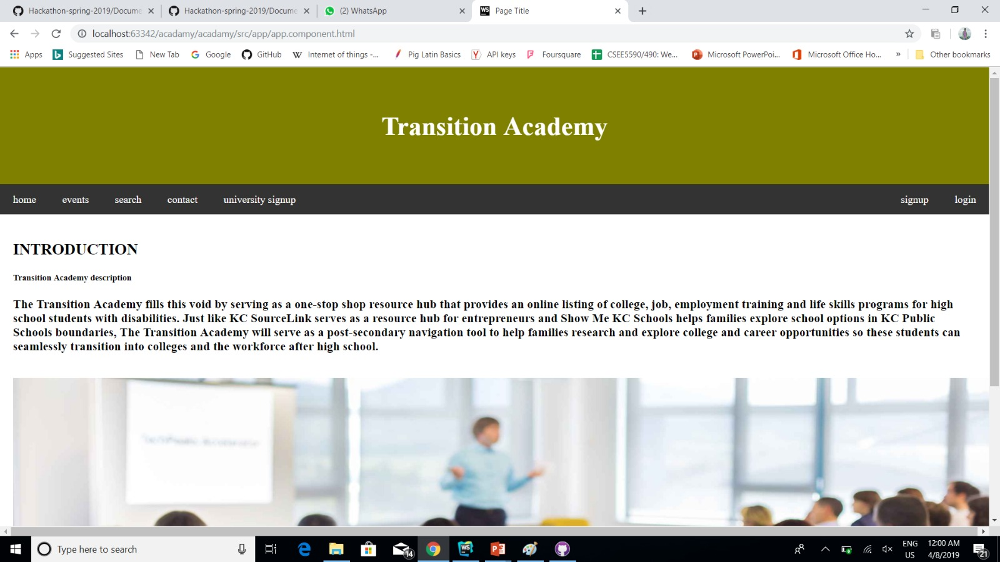 Hackathon-spring-2019/Docume
Hackathon-spring-2019/Docume
(2) WhatsApp
WS
Page Title
localhost:63342/acadamy/acadamy/src/app/app.component.html
Apps
Suggested Sites
New Tab
Google
GitHub
W
Internet of things -...
Pig Latin Basics
Y
API keys
Foursquare
CSEE5590/490: We...
Microsoft PowerPoi...
Microsoft Office Ho...
»
Other bookmarks
Transition Academy
home events search contact university signup signup login
INTRODUCTION
Transition Academy description
The Transition Academy fills this void by serving as a one-stop shop resource hub that provides an online listing of college, job, employment training and life skills programs for high
school students with disabilities. Just like KC SourceLink serves as a resource hub for entrepreneurs and Show Me KC Schools helps families explore school options in KC Public
Schools boundaries, The Transition Academy will serve as a post-secondary navigation tool to help families research and explore college and career opportunities so these students can
seamlessly transition into colleges and the workforce after high school.
Type here to search
14
WS
ENG
US
12:00 AM
4/8/2019
21